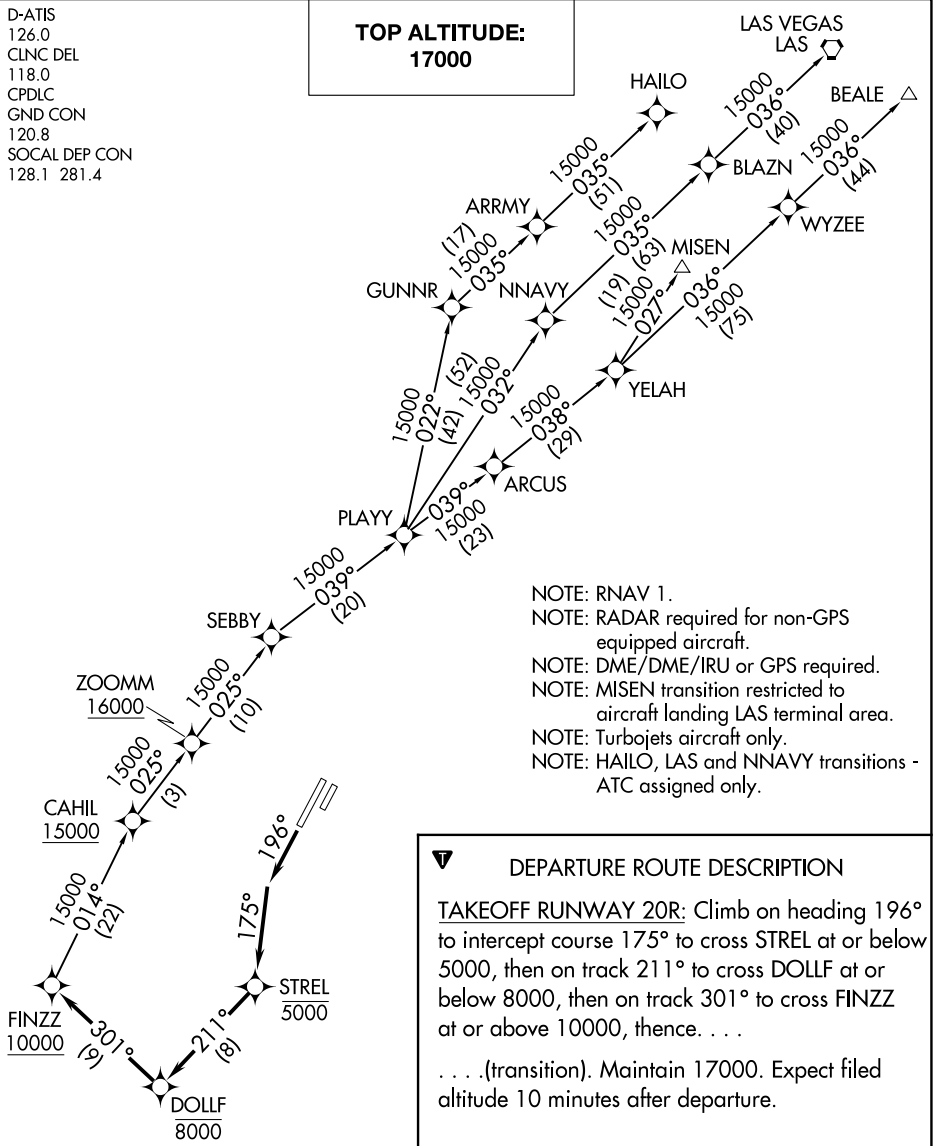 D-ATIS
126.0
CLNC DEL
118.0
CPDLC
GND CON
120.8
SOCAL DEP CON
128.1 281.4
TOP ALTITUDE:
17000
LAS VEGAS
LAS
HAILO
BEALE
15000
036°
(40)
15000
036°
(44)
15000
035°
(51)
BLAZN
ARRMY
WYZEE
(17)
15000
035°
15000
035°
(63)
MISEN
GUNNR
NNAVY
(19)
15000
027°
036°
15000
(75)
15000
022°
(42)
(52)
15000
032°
YELAH
15000
038°
(29)
ARCUS
PLAYY
039°
15000
(23)
15000
039°
(20)
SEBBY
ZOOMM
16000
15000
025°
(10)
15000
025°
(3)
CAHIL
15000
15000
014°
(22)
196°
175°
STREL
5000
FINZZ
10000
301°
(9)
211°
(8)
DOLLF
8000
NOTE: RNAV 1.
NOTE: RADAR required for non-GPS
equipped aircraft.
NOTE: DME/DME/IRU or GPS required.
NOTE: MISEN transition restricted to
aircraft landing LAS terminal area.
NOTE: Turbojets aircraft only.
NOTE: HAILO, LAS and NNAVY transitions -
ATC assigned only.
T
DEPARTURE ROUTE DESCRIPTION
TAKEOFF RUNWAY 20R: Climb on heading 196°
to intercept course 175° to cross STREL at or below
5000, then on track 211° to cross DOLLF at or
below 8000, then on track 301° to cross FINZZ
at or above 10000, thence. . . .
. . . .(transition). Maintain 17000. Expect filed
altitude 10 minutes after departure.